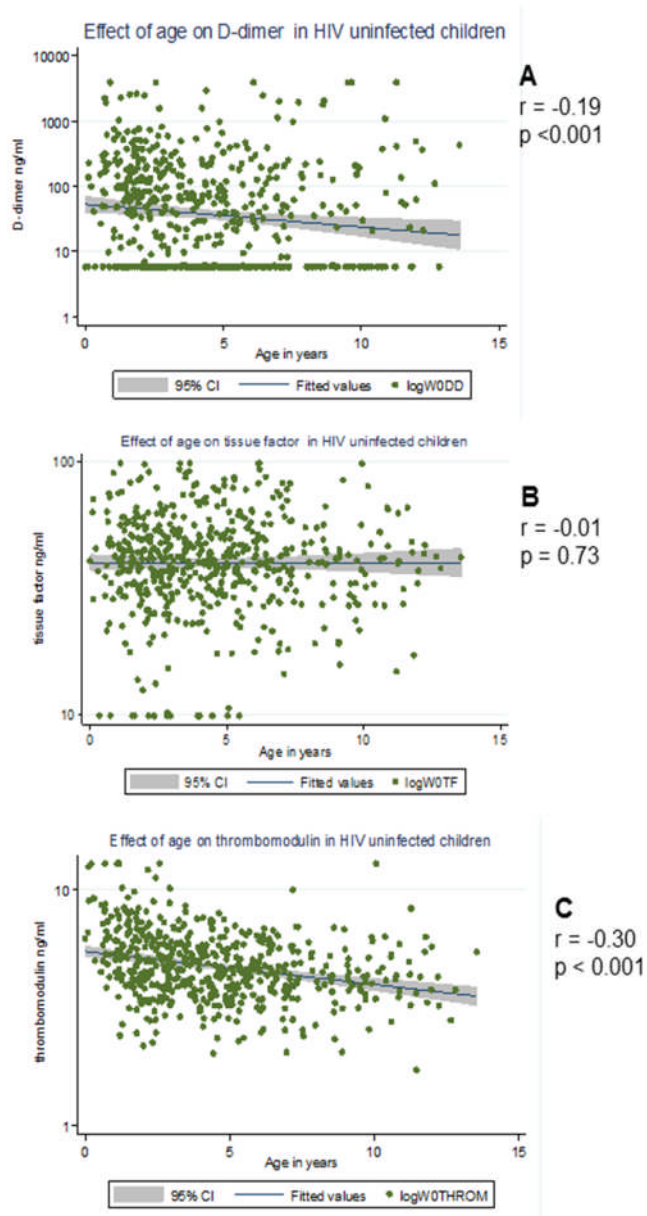 Effect of age on D-dimer in HIV uninfected children
A
r = -0.19
p <0.001
10000
1000
100
10
1
D-dimer ng/ml
0 5 10 15
Age in years
95% CI Fitted values logW0DD
Effect of age on tissue factor in HIV uninfected children
B
r = -0.01
p = 0.73
100
10
tissue factor ng/ml
0 5 10 15
Age in years
95% CI Fitted values logW0TF
Effect of age on thrombomodulin in HIV uninfected children
C
r = -0.30
p < 0.001
10
1
thrombomodulin ng/ml
0 5 10 15
Age in years
95% CI Fitted values logW0THROM